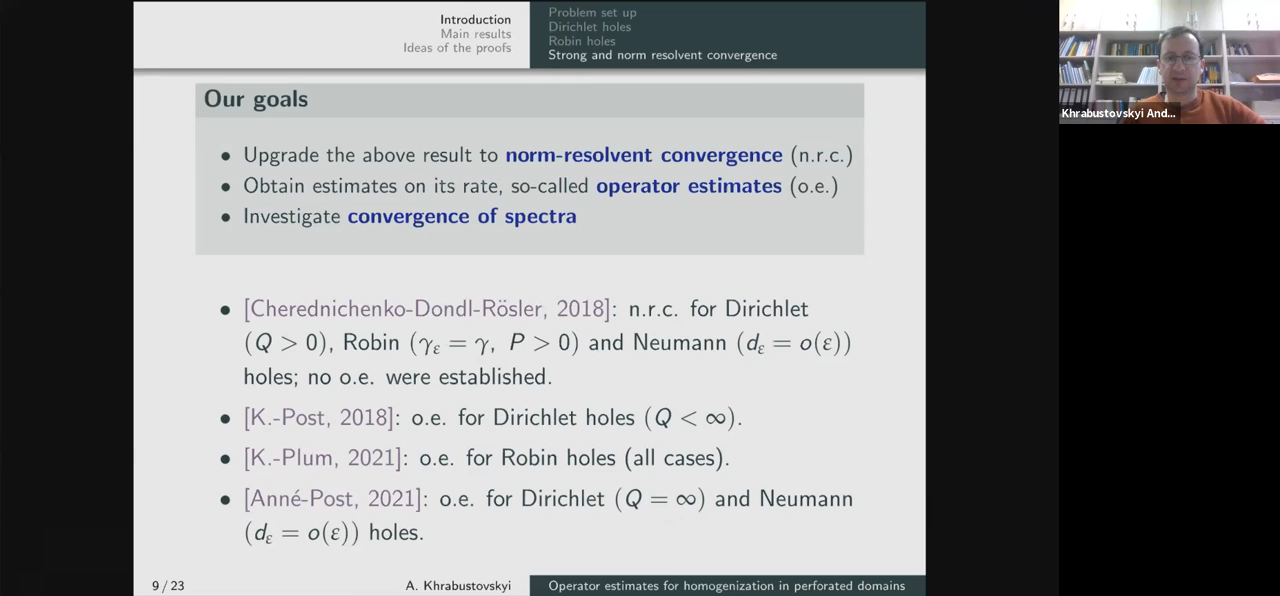 Introduction
Main results
Ideas of the proofs
Problem set up
Dirichlet holes
Robin holes
Strong and norm resolvent convergence
Our goals
• Upgrade the above result to norm-resolvent convergence (n.r.c.)
• Obtain estimates on its rate, so-called operator estimates (o.e.)
• Investigate convergence of spectra
• [Cherednichenko-Dondl-Rösler, 2018]: n.r.c. for Dirichlet
(Q > 0), Robin (γ_ε = γ, P > 0) and Neumann (d_ε = o(ε))
holes; no o.e. were established.
• [K.-Post, 2018]: o.e. for Dirichlet holes (Q < ∞).
• [K.-Plum, 2021]: o.e. for Robin holes (all cases).
• [Anné-Post, 2021]: o.e. for Dirichlet (Q = ∞) and Neumann
(d_ε = o(ε)) holes.
9 / 23
A. Khrabustovskyi
Operator estimates for homogenization in perforated domains
Khrabustovskyi And...